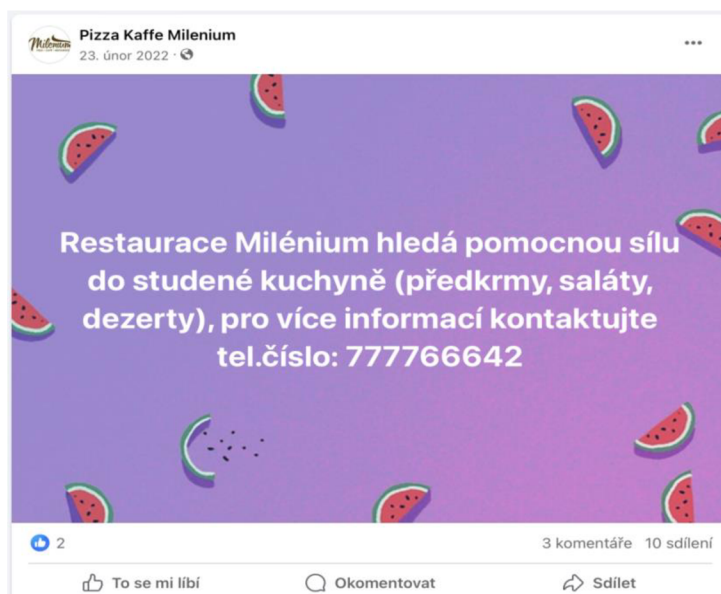 Milenium
Pizza Kaffe Milenium
23. únor 2022 ·
Restaurace Milénium hledá pomocnou sílu
do studené kuchyně (předkrmy, saláty,
dezerty), pro více informací kontaktujte
tel.číslo: 777766642
2
3 komentáře 10 sdílení
To se mi líbí
Okomentovat
Sdílet